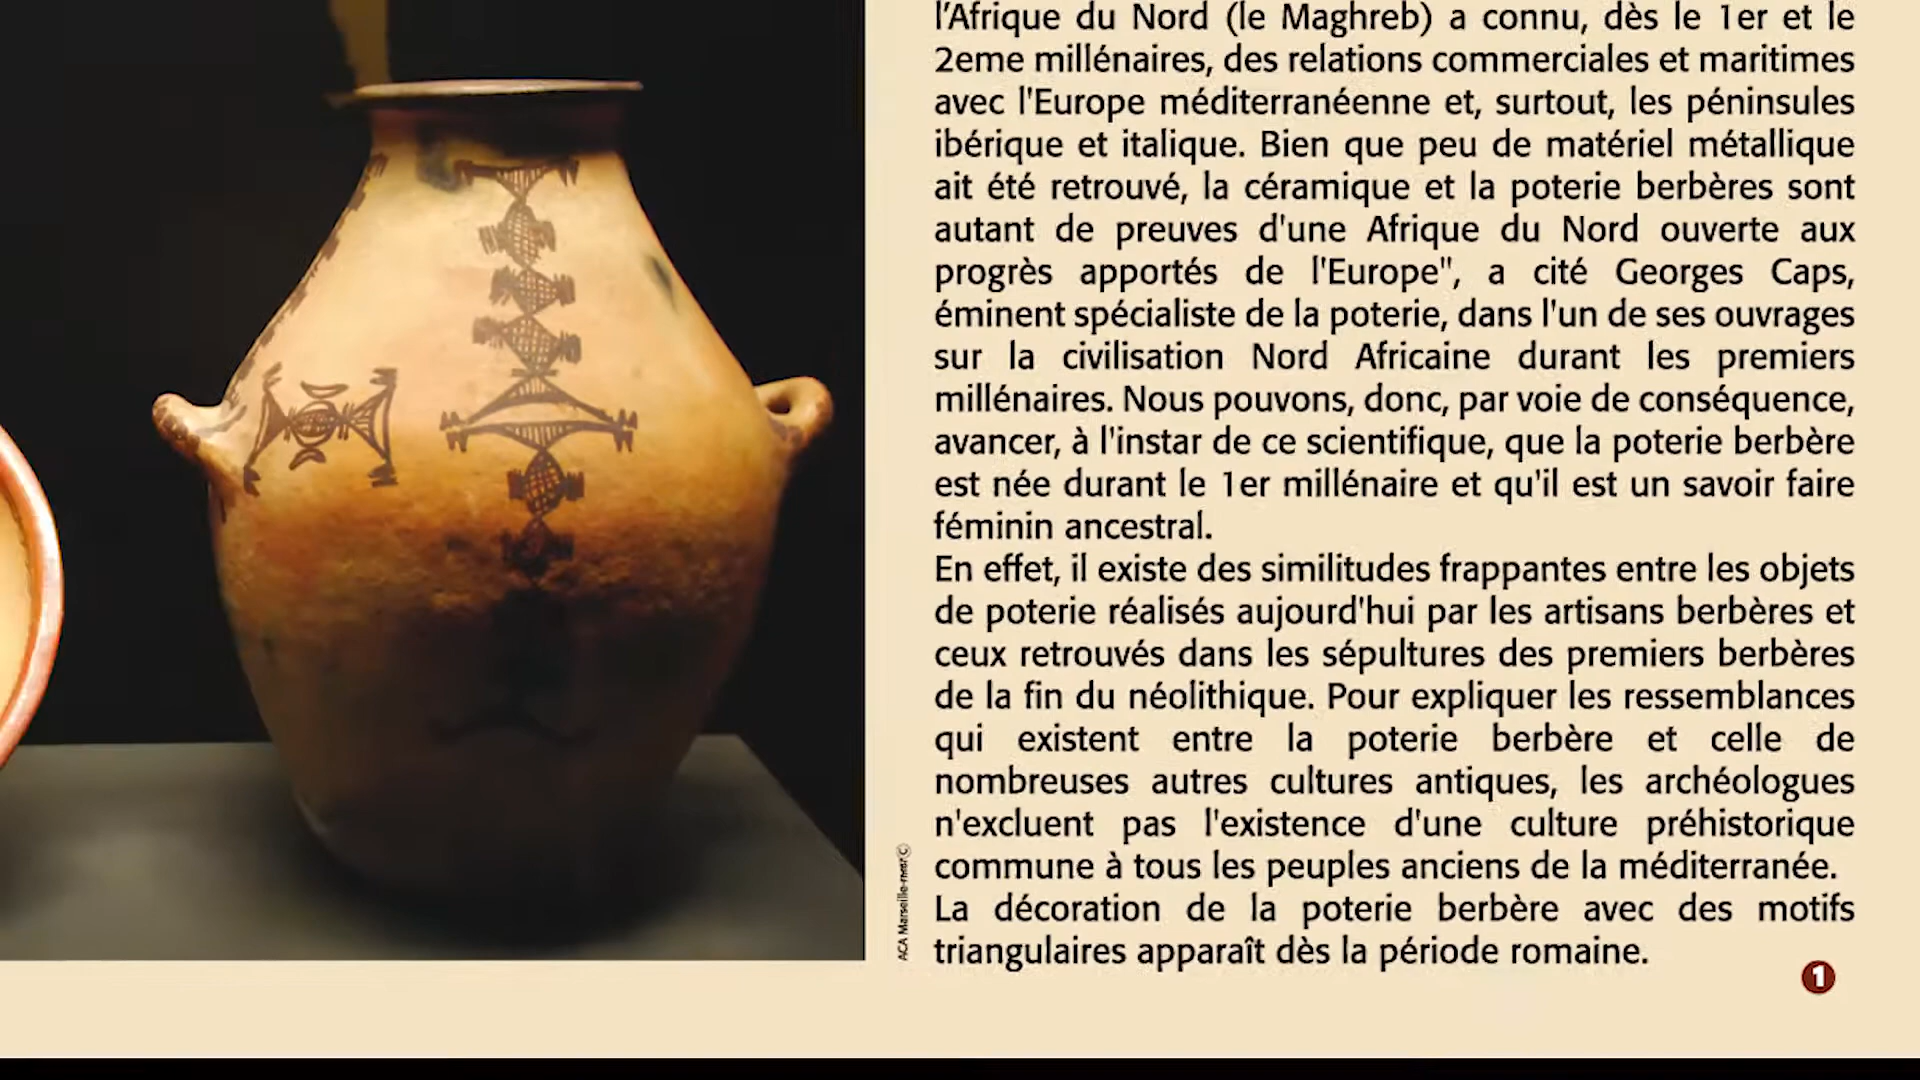 l'Afrique du Nord (le Maghreb) a connu, dès le 1er et le
2eme millénaires, des relations commerciales et maritimes
avec l'Europe méditerranéenne et, surtout, les péninsules
ibérique et italique. Bien que peu de matériel métallique
ait été retrouvé, la céramique et la poterie berbères sont
autant de preuves d'une Afrique du Nord ouverte aux
progrès apportés de l'Europe", a cité Georges Caps,
éminent spécialiste de la poterie, dans l'un de ses ouvrages
sur la civilisation Nord Africaine durant les premiers
millénaires. Nous pouvons, donc, par voie de conséquence,
avancer, à l'instar de ce scientifique, que la poterie berbère
est née durant le 1er millénaire et qu'il est un savoir faire
féminin ancestral.
En effet, il existe des similitudes frappantes entre les objets
de poterie réalisés aujourd'hui par les artisans berbères et
ceux retrouvés dans les sépultures des premiers berbères
de la fin du néolithique. Pour expliquer les ressemblances
qui existent entre la poterie berbère et celle de
nombreuses autres cultures antiques, les archéologues
n'excluent pas l'existence d'une culture préhistorique
commune à tous les peuples anciens de la méditerranée.
La décoration de la poterie berbère avec des motifs
triangulaires apparaît dès la période romaine.
ACA
1